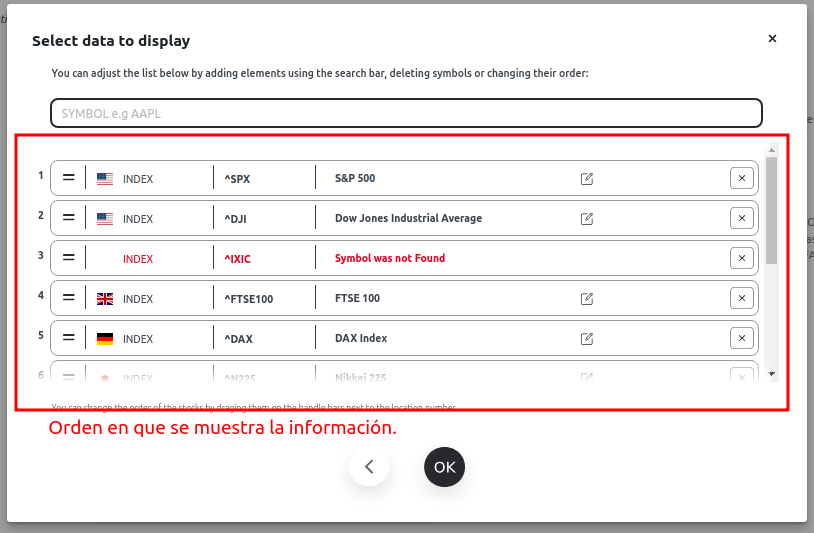 Select data to display
×
You can adjust the list below by adding elements using the search bar, deleting symbols or changing their order:
SYMBOL e.g AAPL
1 INDEX ^SPX S&P 500 ×
2 INDEX ^DJI Dow Jones Industrial Average ×
3 INDEX ^IXIC Symbol was not Found ×
4 INDEX ^FTSE100 FTSE 100 ×
5 INDEX ^DAX DAX Index ×
6 INDEX ^N225 Nikkei 225 ×
You can change the order of the stocks by draging them on the handle bars next to the location number
Orden en que se muestra la información.
OK